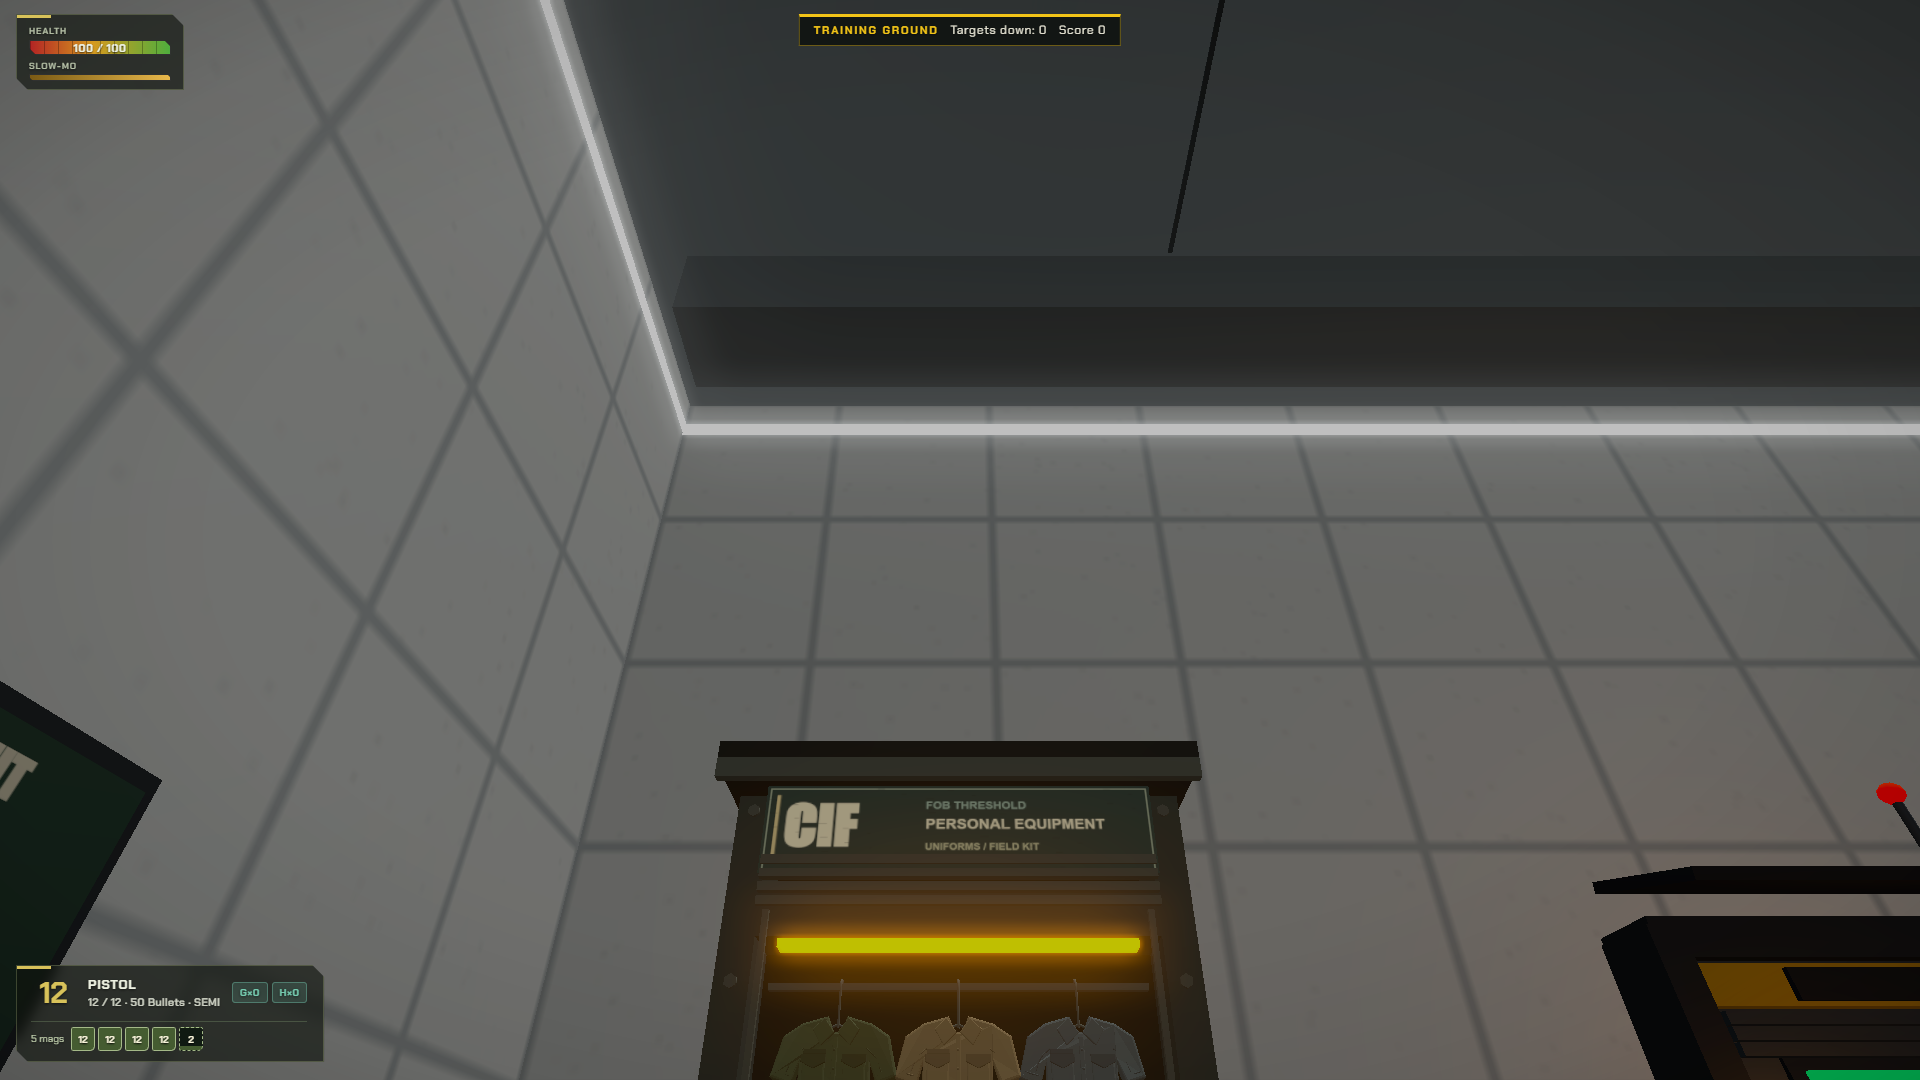 HEALTH
100 / 100
SLOW-MO
TRAINING GROUND Targets down: 0 Score 0
CIF
FOB THRESHOLD
PERSONAL EQUIPMENT
UNIFORMS / FIELD KIT
12
PISTOL
12 / 12 · 50 Bullets · SEMI
G×0
H×0
5 mags 12 12 12 12 2